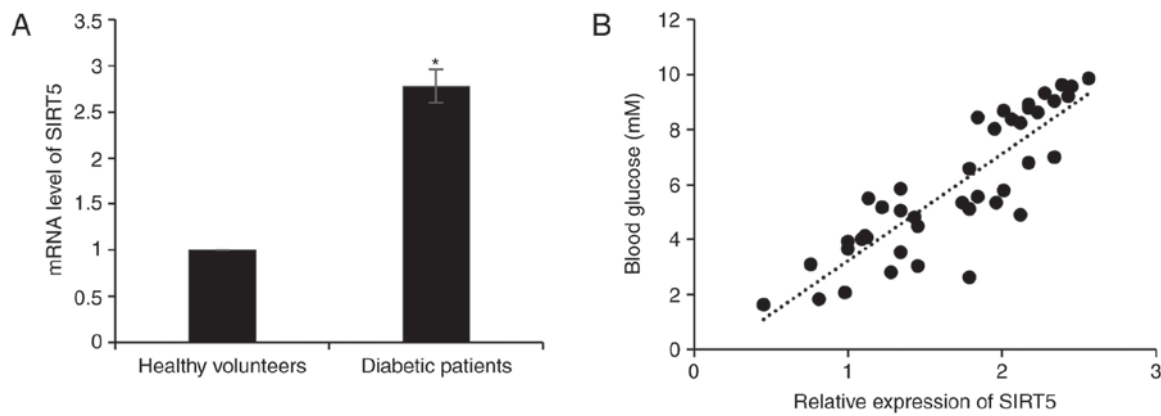 A
mRNA level of SIRT5
3.5
3
2.5
2
1.5
1
0.5
0
*
Healthy volunteers
Diabetic patients
B
Blood glucose (mM)
12
10
8
6
4
2
0
0
1
2
3
Relative expression of SIRT5